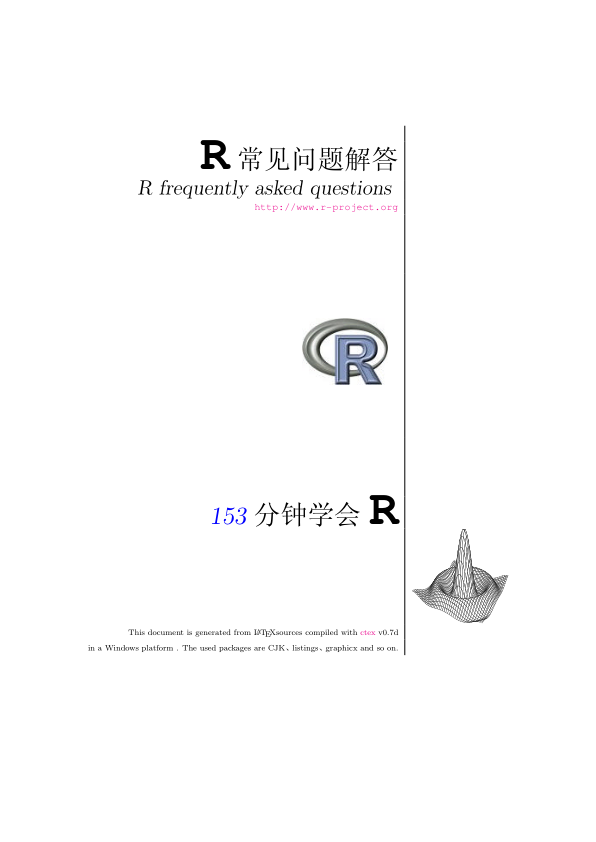 R 常见问题解答
R frequently asked questions
http://www.r-project.org
R
153 分钟学会 R
This document is generated from LATEXsources compiled with ctex v0.7d
in a Windows platform . The used packages are CJK、listings、graphicx and so on.